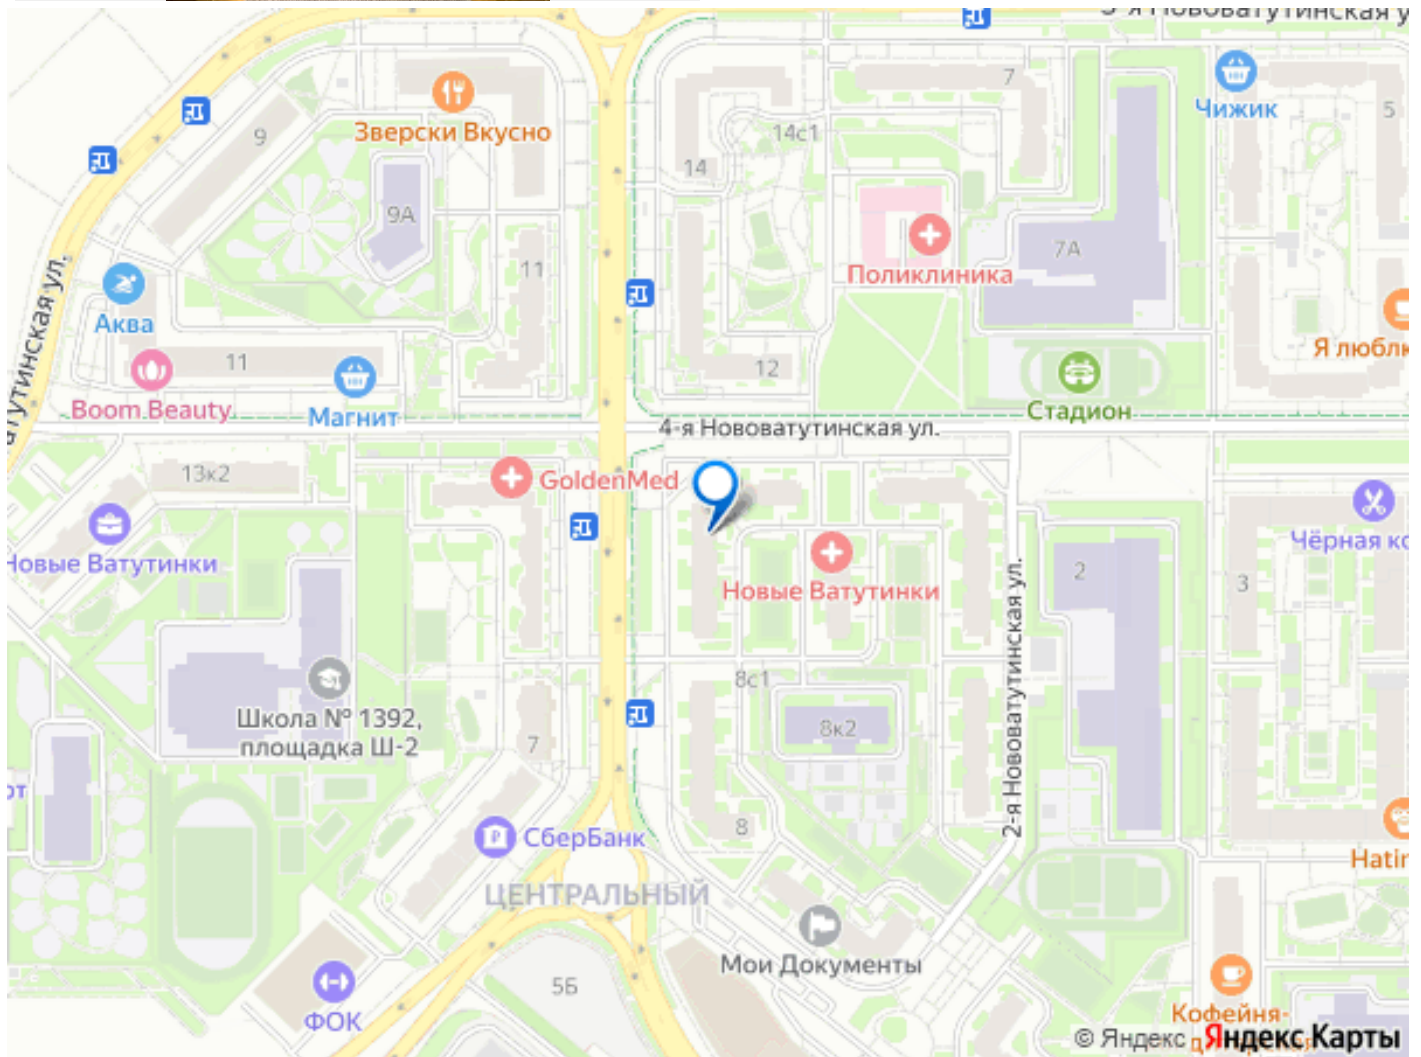 3-я Нововатутинская у
7
Чижик
5
Зверски Вкусно
9
14с1
14
9А
7А
11
Поликлиника
Аква
Я любл
11
12
Boom Beauty
Магнит
Стадион
4-я Нововатутинская ул.
13к2
GoldenMed
Чёрная ко
Новые Ватутинки
2
3
Новые Ватутинки
2-я Нововатутинская ул.
8с1
Школа № 1392,
площадка Ш-2
8к2
7
8
СберБанк
Hatir
ЦЕНТРАЛЬНЫЙ
Мои Документы
5Б
ФОК
Кофейня-
© Яндекс Яндекс Карты